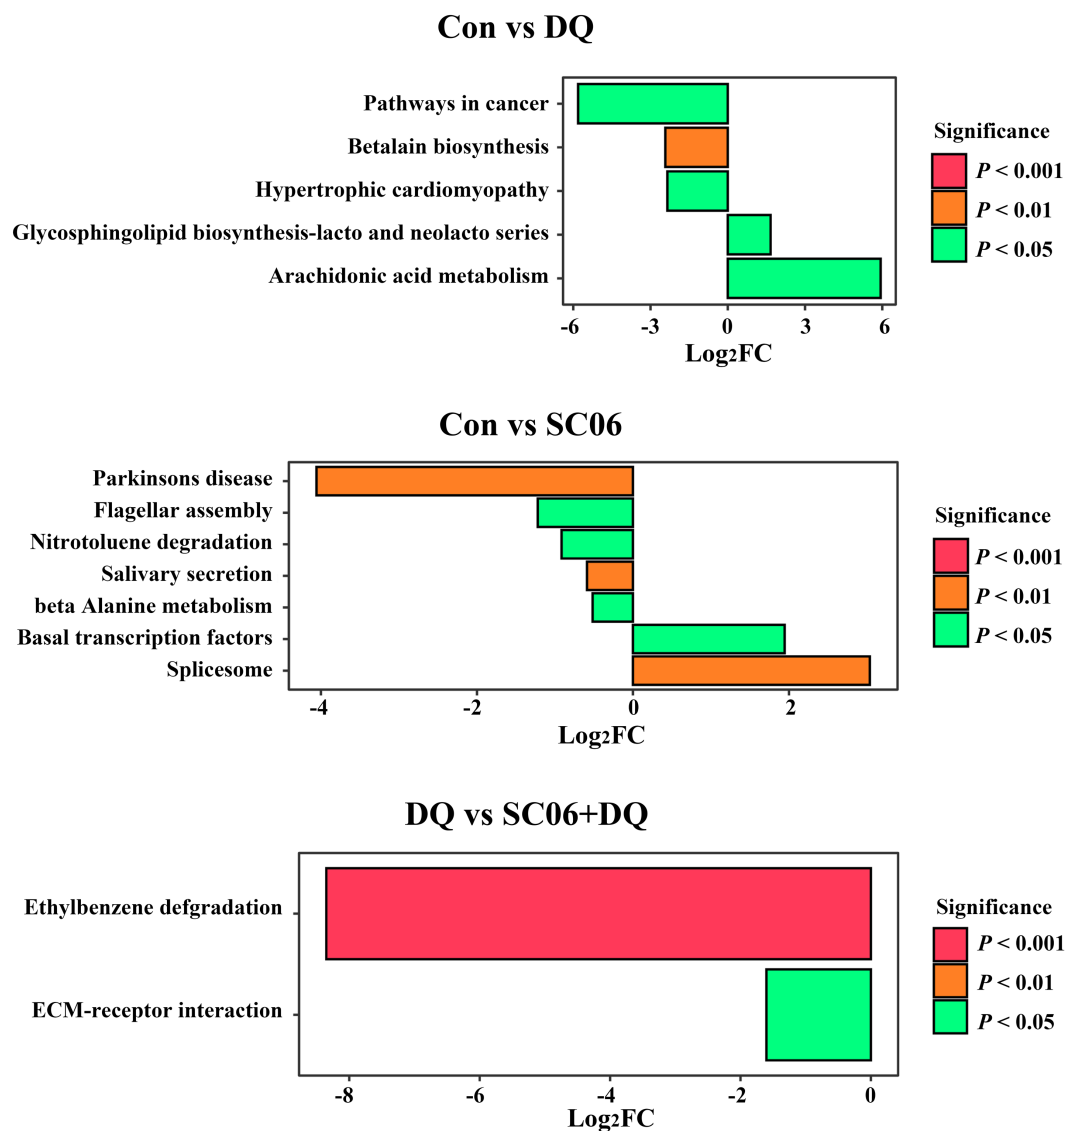 Con vs DQ
Pathways in cancer
Betalain biosynthesis
Hypertrophic cardiomyopathy
Glycosphingolipid biosynthesis-lacto and neolacto series
Arachidonic acid metabolism
-6 -3 0 3 6
Log2FC
Significance
P < 0.001
P < 0.01
P < 0.05
Con vs SC06
Parkinsons disease
Flagellar assembly
Nitrotoluene degradation
Salivary secretion
beta Alanine metabolism
Basal transcription factors
Splicesome
-4 -2 0 2
Log2FC
Significance
P < 0.001
P < 0.01
P < 0.05
DQ vs SC06+DQ
Ethylbenzene defgradation
ECM-receptor interaction
-8 -6 -4 -2 0
Log2FC
Significance
P < 0.001
P < 0.01
P < 0.05